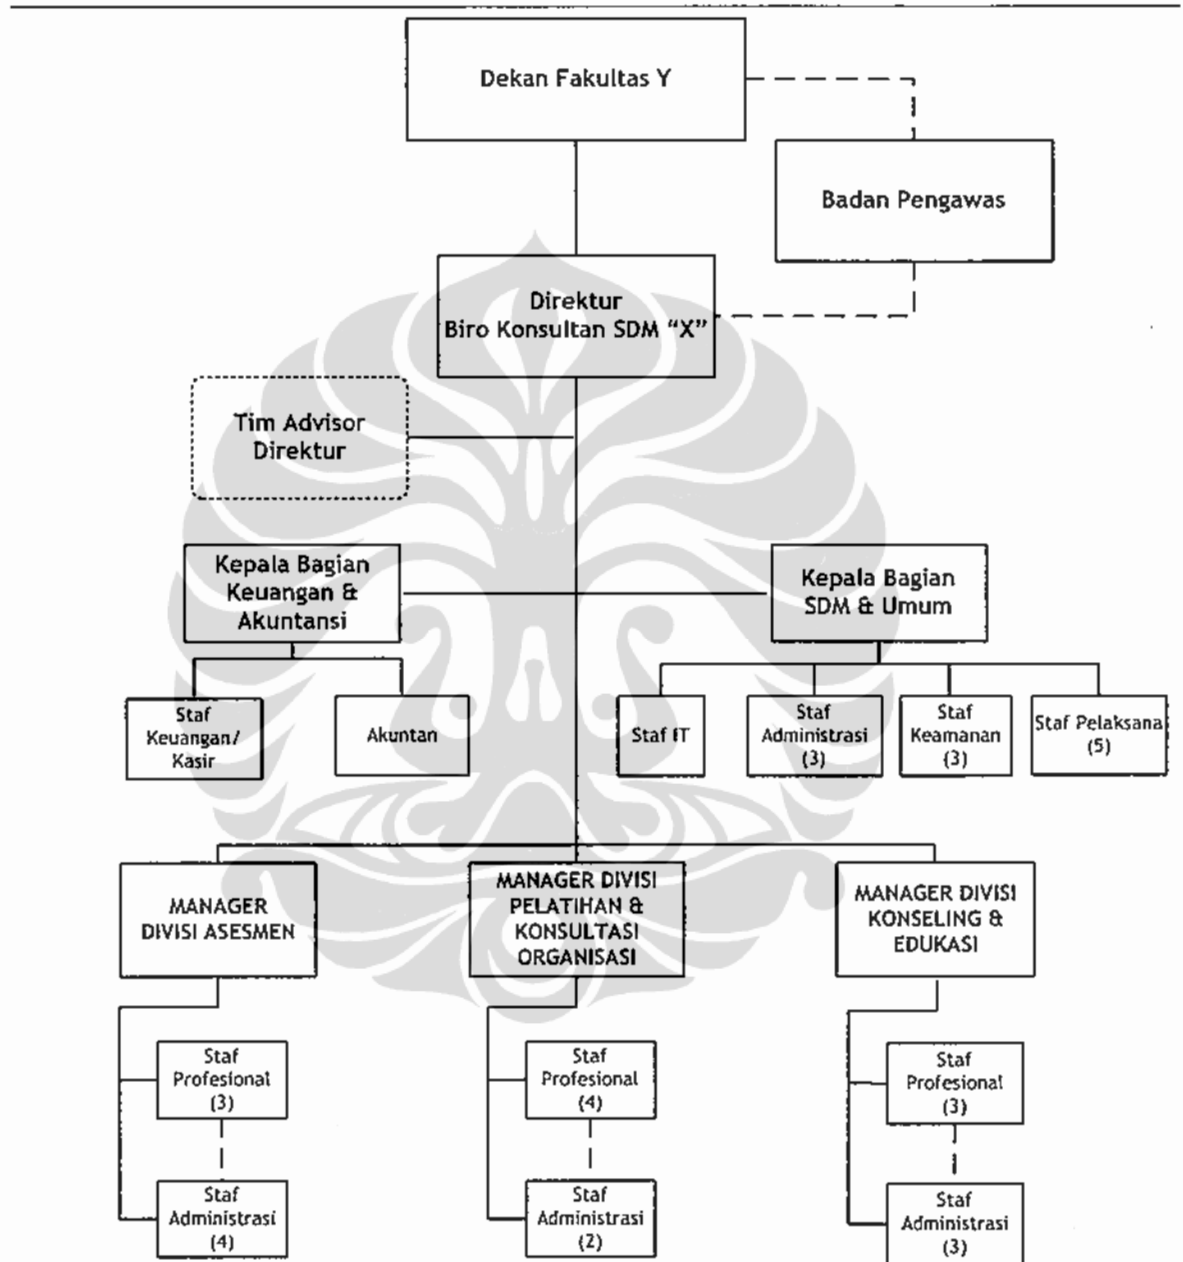 Dekan Fakultas Y
Badan Pengawas
Direktur
Biro Konsultan SDM “X”
Tim Advisor
Direktur
Kepala Bagian
Keuangan &
Akuntansi
Kepala Bagian
SDM & Umum
Staf
Keuangan/
Kasir
Akuntan
Staf IT
Staf
Administrasi
(3)
Staf
Keamanan
(3)
Staf Pelaksana
(5)
MANAGER
DIVISI ASESMEN
MANAGER DIVISI
PELATIHAN &
KONSULTASI
ORGANISASI
MANAGER DIVISI
KONSELING &
EDUKASI
Staf
Profesional
(3)
Staf
Administrasi
(4)
Staf
Profesional
(4)
Staf
Administrasi
(2)
Staf
Profesional
(3)
Staf
Administrasi
(3)